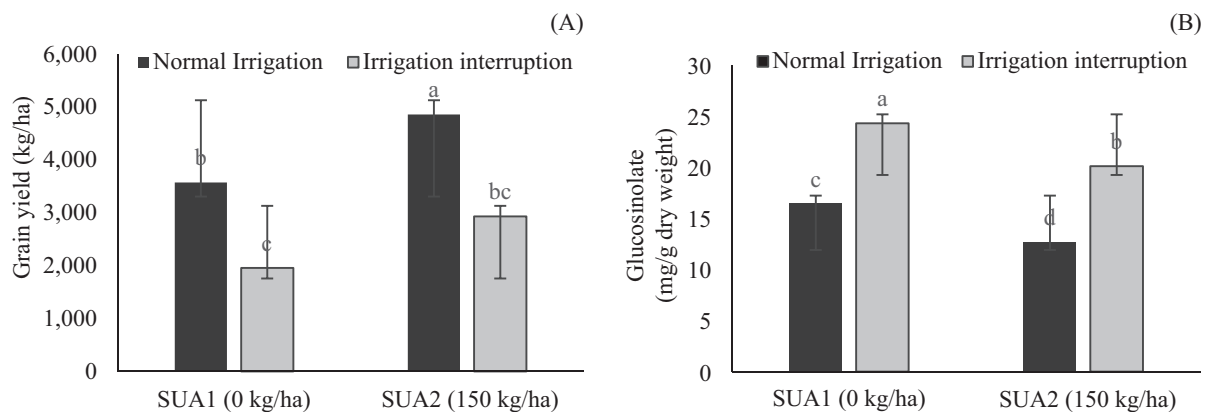 (A)
Normal Irrigation Irrigation interruption
Grain yield (kg/ha)
6,000
5,000
4,000
3,000
2,000
1,000
0
b
c
a
bc
SUA1 (0 kg/ha) SUA2 (150 kg/ha)
(B)
Normal Irrigation Irrigation interruption
Glucosinolate
(mg/g dry weight)
30
25
20
15
10
5
0
c
a
d
b
SUA1 (0 kg/ha) SUA2 (150 kg/ha)